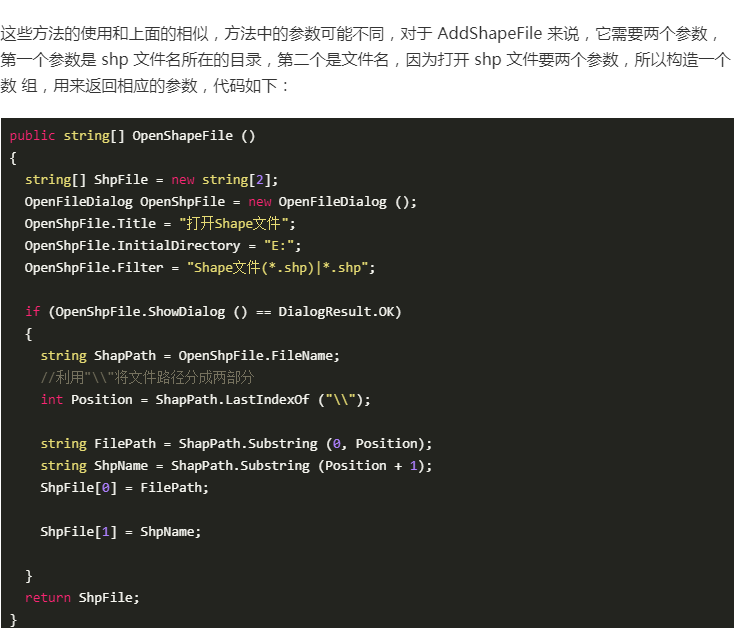 这些方法的使用和上面的相似，方法中的参数可能不同，对于 AddShapeFile 来说，它需要两个参数，
第一个参数是 shp 文件名所在的目录，第二个是文件名，因为打开 shp 文件要两个参数，所以构造一个
数 组，用来返回相应的参数，代码如下：
public string[] OpenShapeFile ()
{
string[] ShpFile = new string[2];
OpenFileDialog OpenShpFile = new OpenFileDialog ();
OpenShpFile.Title = "打开Shape文件";
OpenShpFile.InitialDirectory = "E:";
OpenShpFile.Filter = "Shape文件(*.shp)|*.shp";
if (OpenShpFile.ShowDialog () == DialogResult.OK)
{
string ShapPath = OpenShpFile.FileName;
//利用"\\"将文件路径分成两部分
int Position = ShapPath.LastIndexOf ("\\");
string FilePath = ShapPath.Substring (0, Position);
string ShpName = ShapPath.Substring (Position + 1);
ShpFile[0] = FilePath;
ShpFile[1] = ShpName;
}
return ShpFile;
}